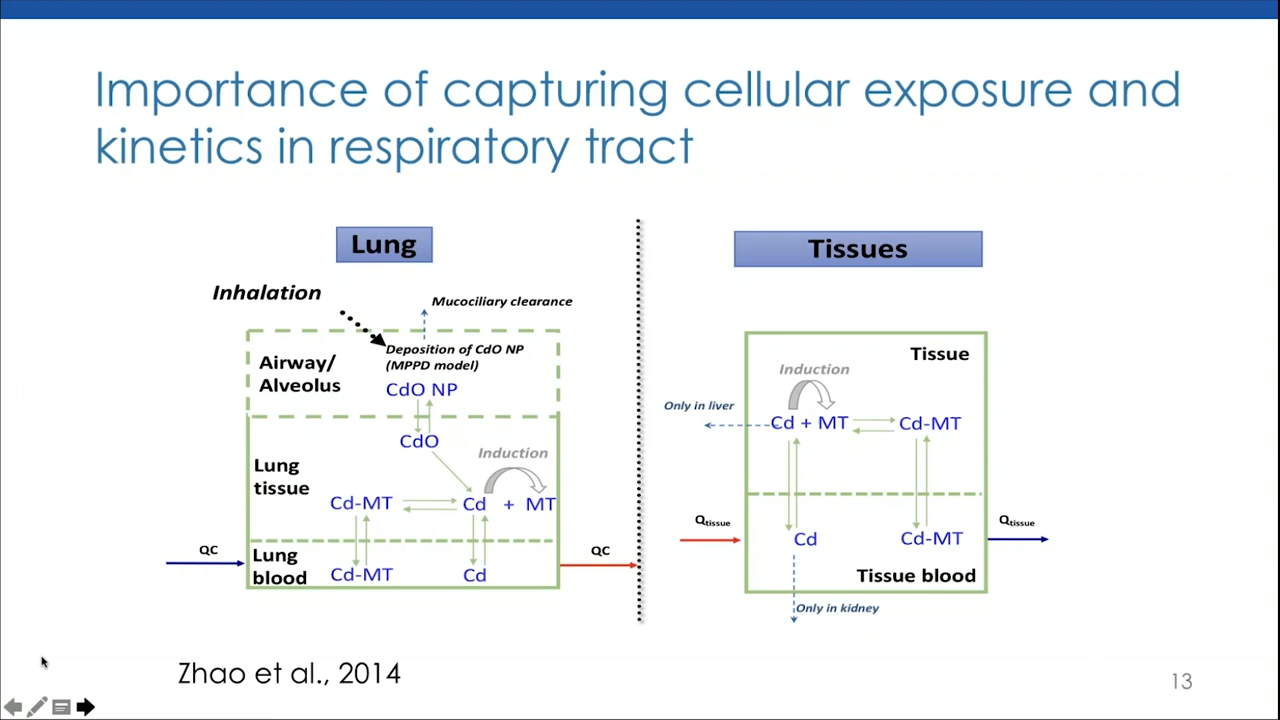 Importance of capturing cellular exposure and
kinetics in respiratory tract
Lung
Inhalation
Mucociliary clearance
Deposition of CdO NP
(MPPD model)
Airway/
Alveolus
CdO NP
CdO
Induction
Lung
tissue
Cd-MT
Cd + MT
QC
Lung
blood
Cd-MT
Cd
QC
Tissues
Tissue
Induction
Only in liver
Cd + MT
Cd-MT
Qtissue
Cd
Cd-MT
Qtissue
Tissue blood
Only in kidney
Zhao et al., 2014
13